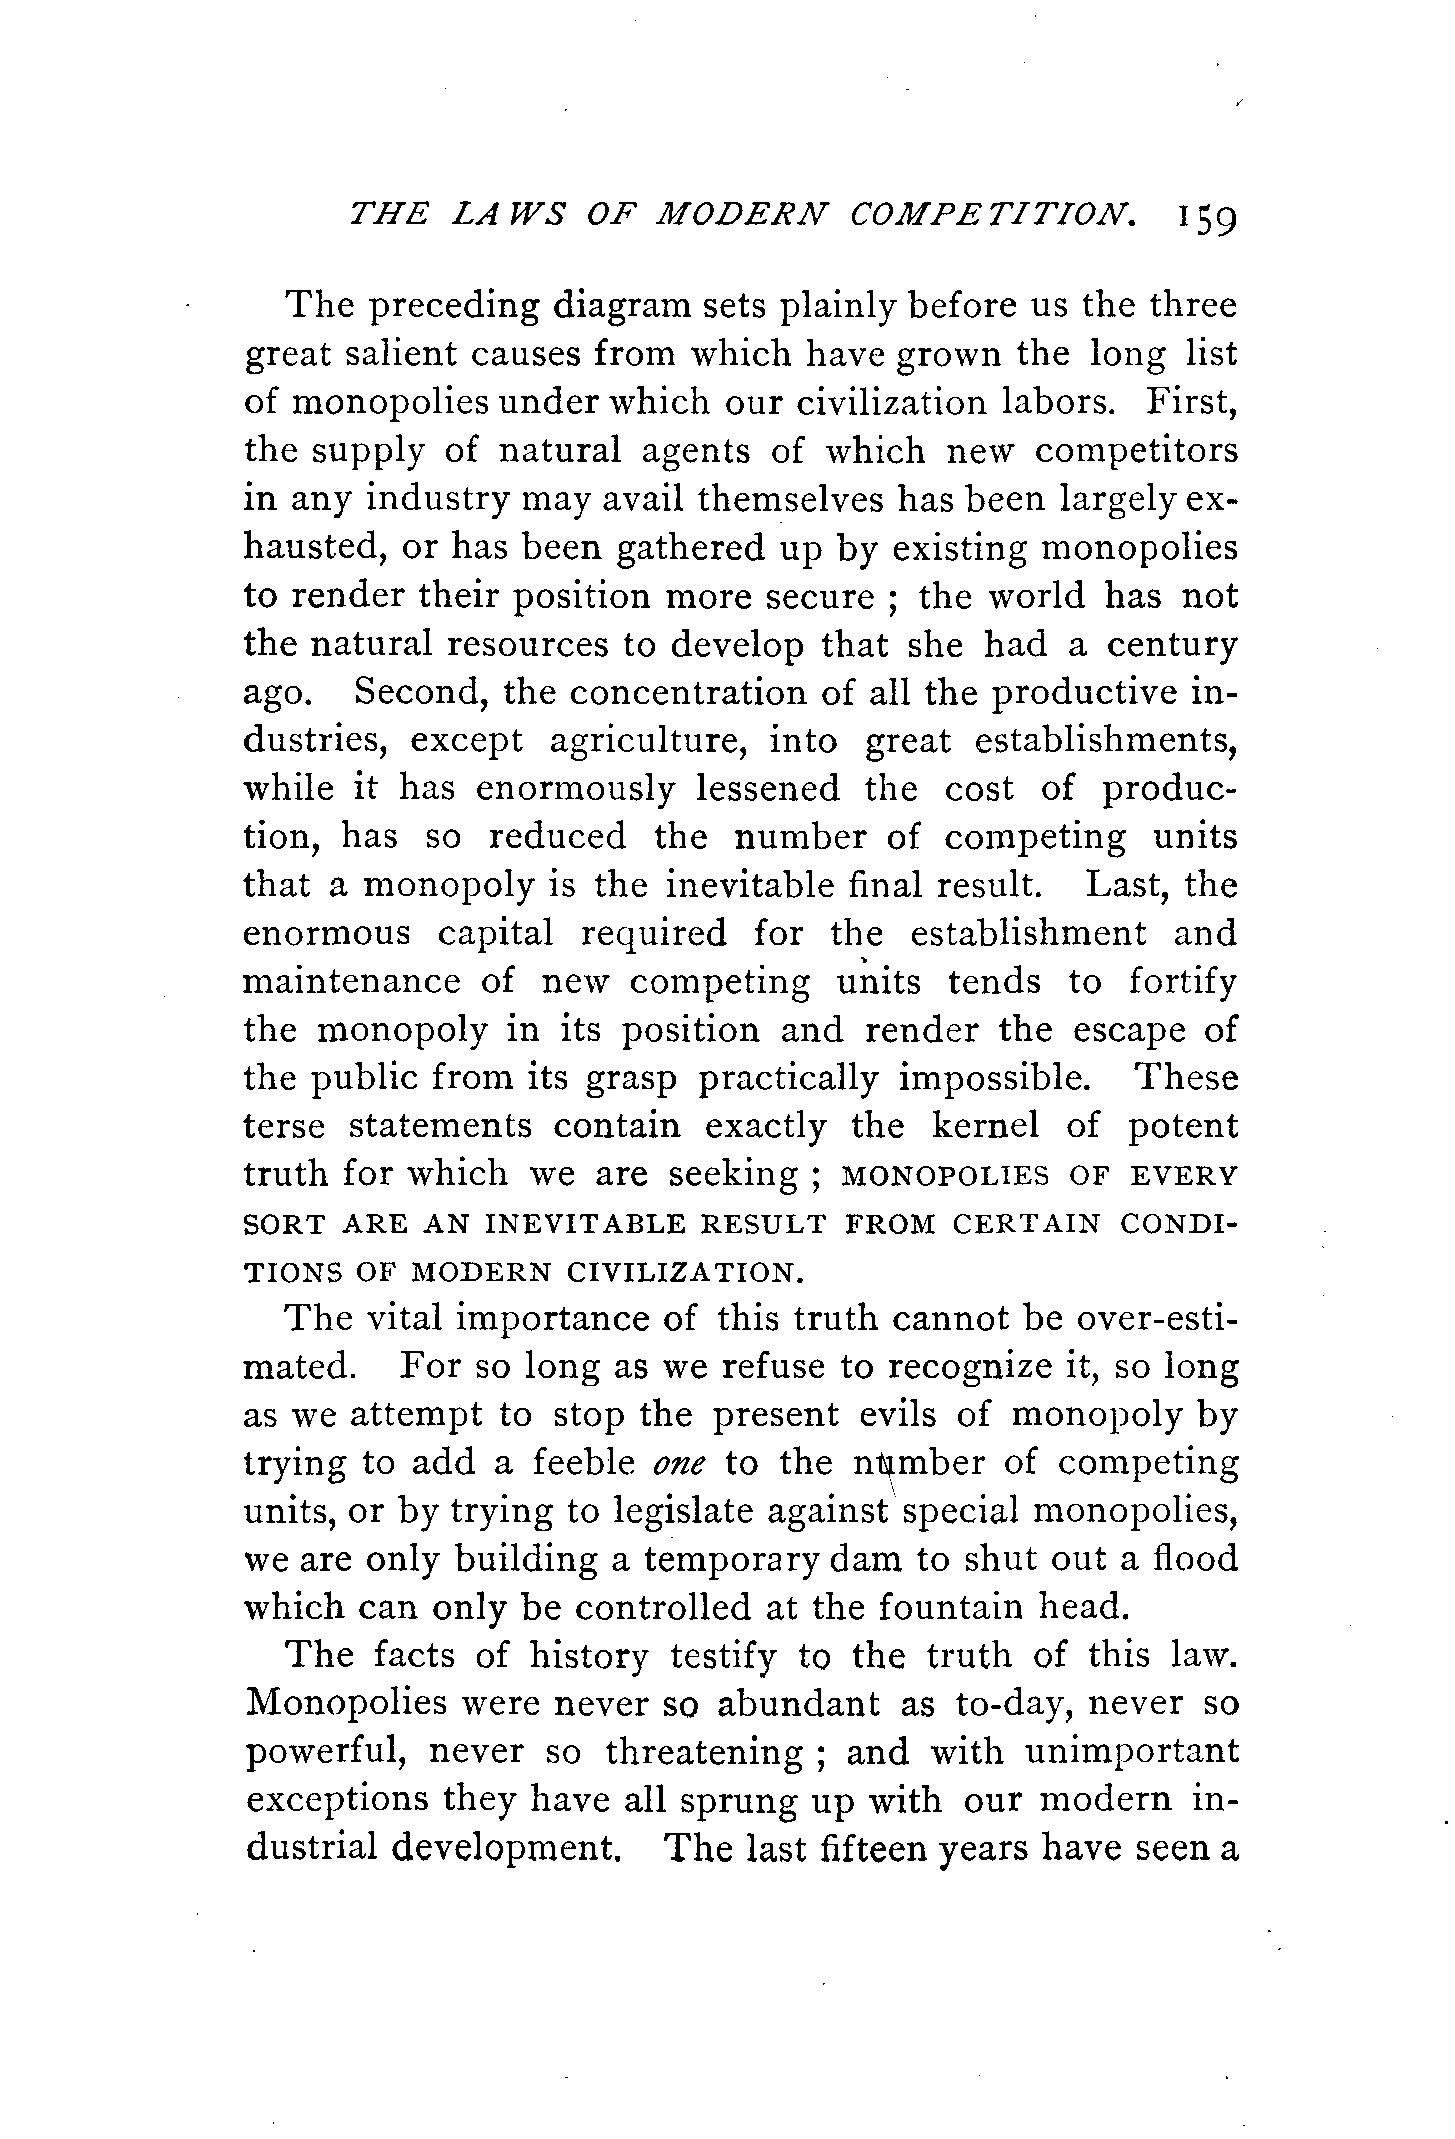 THE LAWS OF MODERN COMPETITION. 159
The preceding diagram sets plainly before us the three
great salient causes from which have grown the long list
of monopolies under which our civilization labors. First,
the supply of natural agents of which new competitors
in any industry may avail themselves has been largely ex-
hausted, or has been gathered up by existing monopolies
to render their position more secure ; the world has not
the natural resources to develop that she had a century
ago. Second, the concentration of all the productive in-
dustries, except agriculture, into great establishments,
while it has enormously lessened the cost of produc-
tion, has so reduced the number of competing units
that a monopoly is the inevitable final result. Last, the
enormous capital required for the establishment and
maintenance of new competing units tends to fortify
the monopoly in its position and render the escape of
the public from its grasp practically impossible. These
terse statements contain exactly the kernel of potent
truth for which we are seeking ; MONOPOLIES OF EVERY
SORT ARE AN INEVITABLE RESULT FROM CERTAIN CONDI-
TIONS OF MODERN CIVILIZATION.
The vital importance of this truth cannot be over-esti-
mated. For so long as we refuse to recognize it, so long
as we attempt to stop the present evils of monopoly by
trying to add a feeble one to the number of competing
units, or by trying to legislate against special monopolies,
we are only building a temporary dam to shut out a flood
which can only be controlled at the fountain head.
The facts of history testify to the truth of this law.
Monopolies were never so abundant as to-day, never so
powerful, never so threatening ; and with unimportant
exceptions they have all sprung up with our modern in-
dustrial development. The last fifteen years have seen a